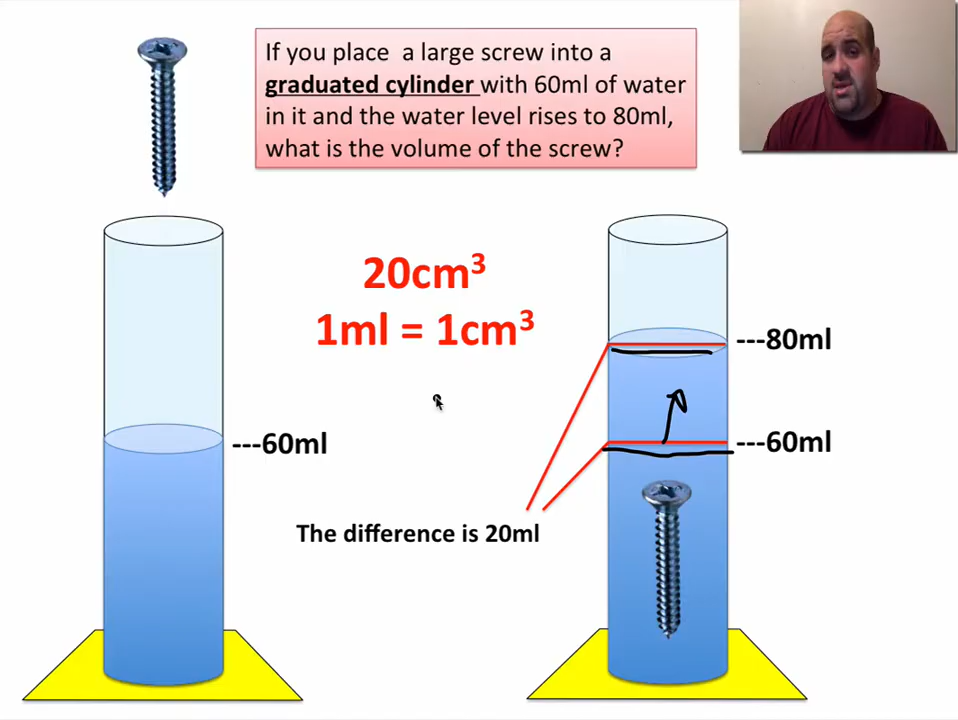 If you place  a large screw into a
graduated cylinder with 60ml of water
in it and the water level rises to 80ml,
what is the volume of the screw?
20cm³
1ml = 1cm³
---80ml
---60ml
---60ml
The difference is 20ml